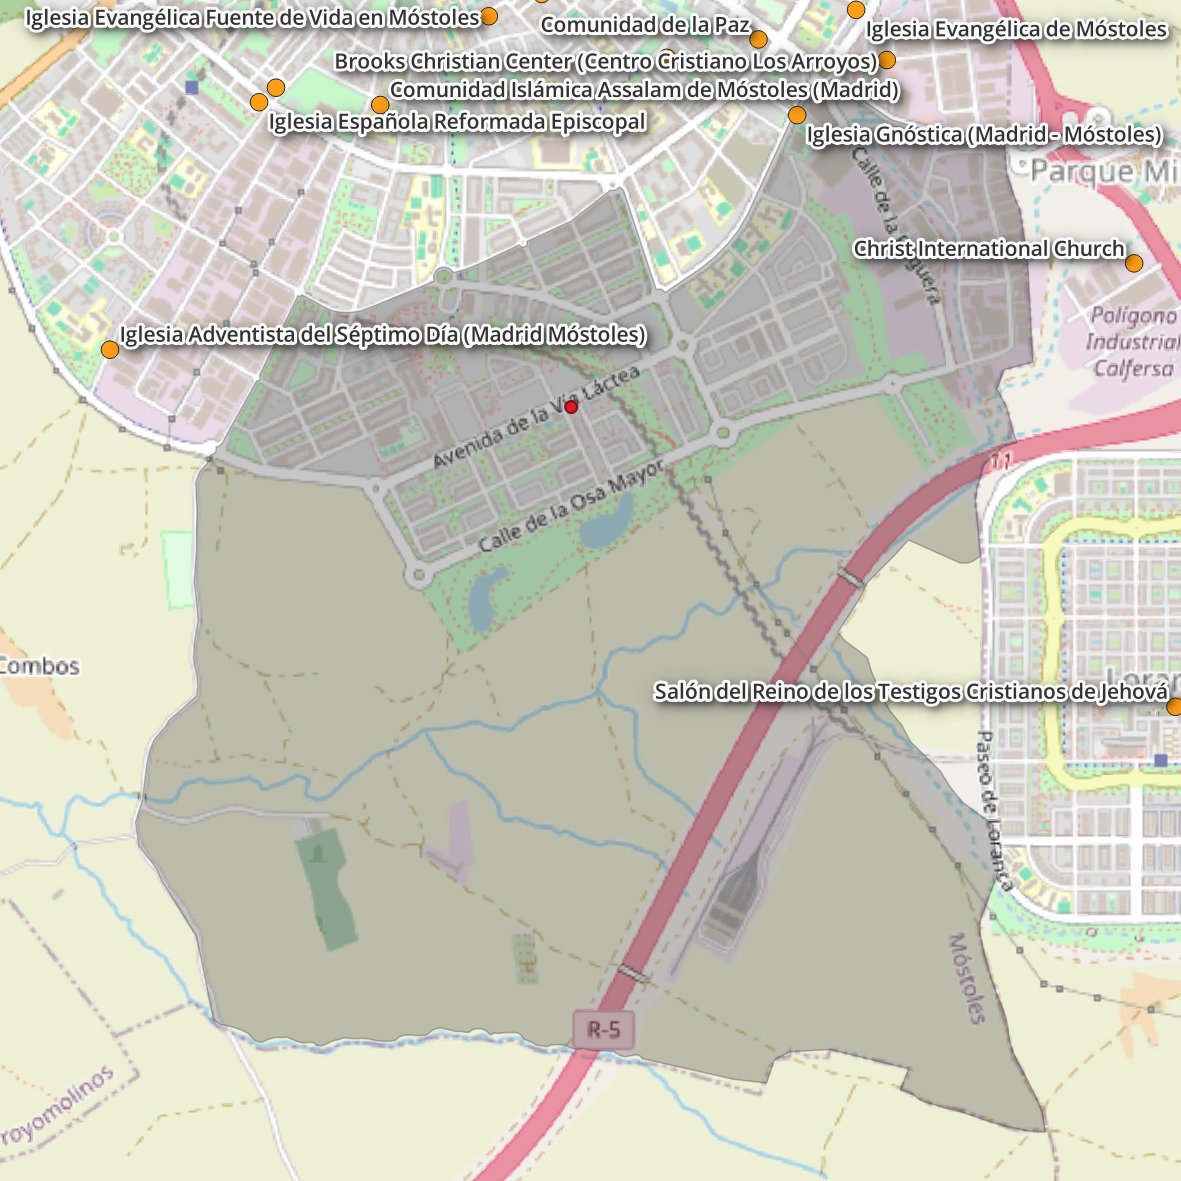 Iglesia Evangélica Fuente de Vida en Móstoles
Comunidad de la Paz
Iglesia Evangélica de Móstoles
Brooks Christian Center (Centro Cristiano Los Arroyos)
Comunidad Islámica Assalam de Móstoles (Madrid)
Iglesia Española Reformada Episcopal
Iglesia Gnóstica (Madrid - Móstoles)
Parque Mi
Calle de la
Christ International Church
Polígono
Industrial
Calfersa
Iglesia Adventista del Séptimo Día (Madrid Móstoles)
Avenida de la Vía Láctea
Calle de la Osa Mayor
Combos
Salón del Reino de los Testigos Cristianos de Jehová
Paseo de Loranca
Móstoles
R-5
royomolinos